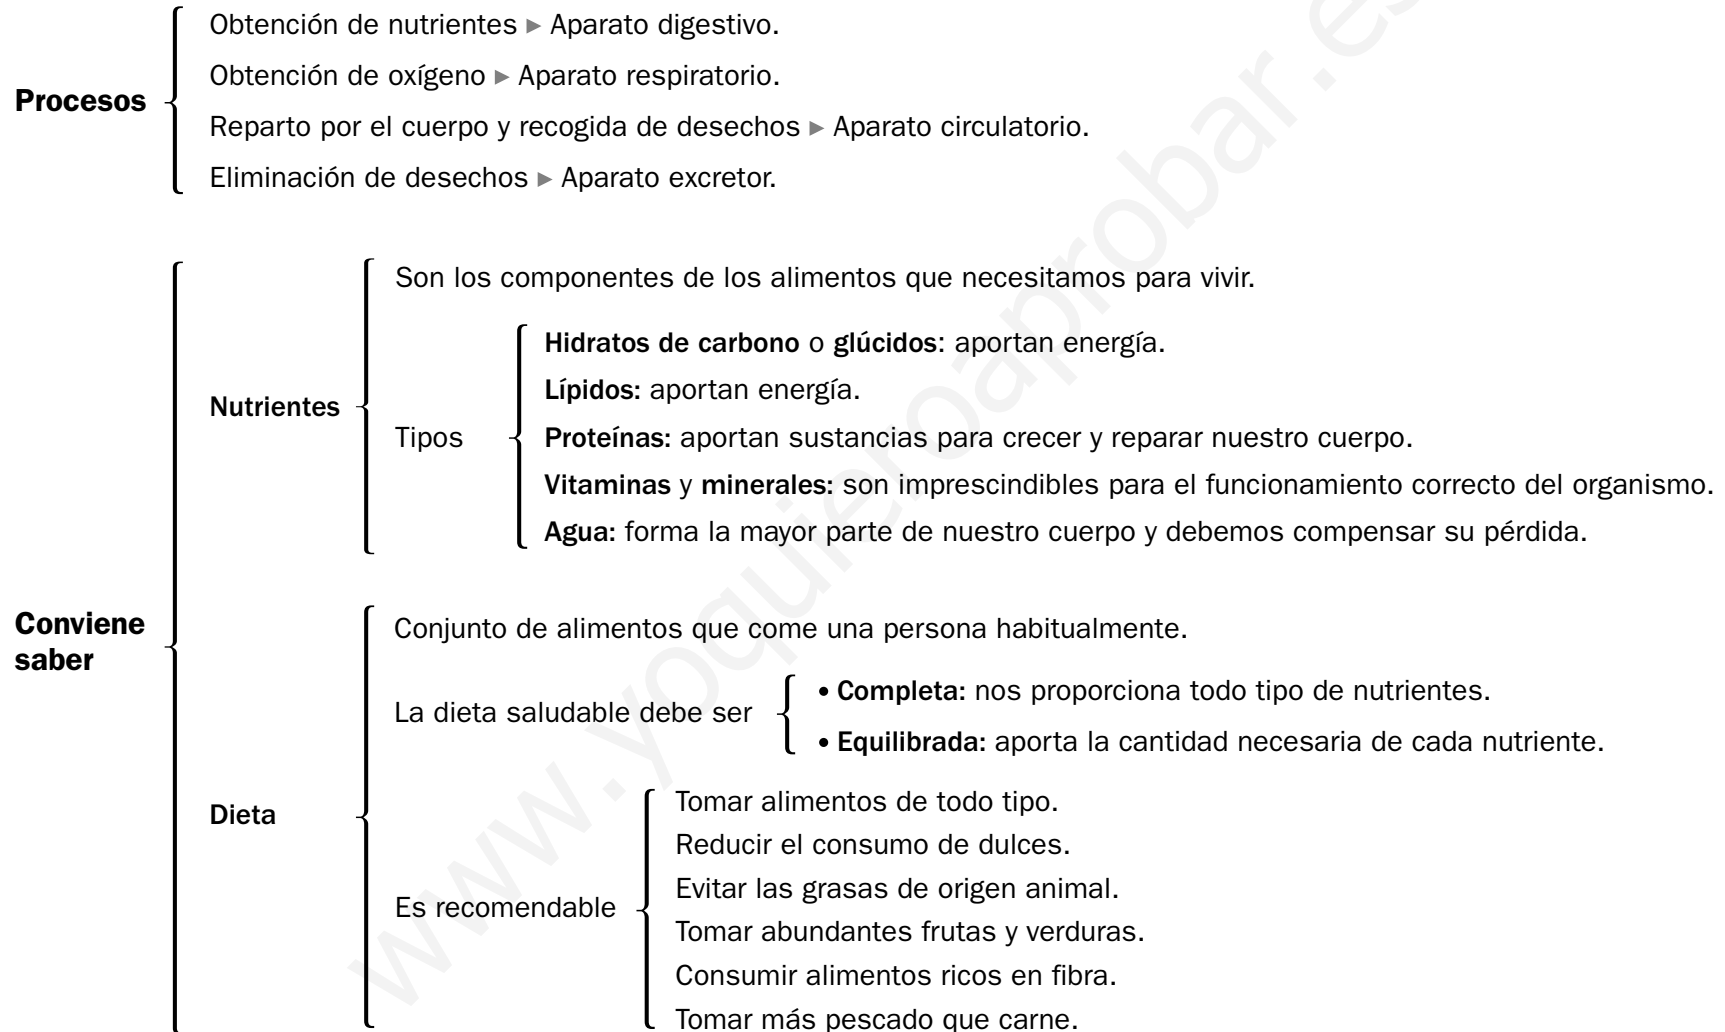 Procesos
Obtención de nutrientes ▶ Aparato digestivo.
Obtención de oxígeno ▶ Aparato respiratorio.
Reparto por el cuerpo y recogida de desechos ▶ Aparato circulatorio.
Eliminación de desechos ▶ Aparato excretor.
Conviene
saber
Nutrientes
Son los componentes de los alimentos que necesitamos para vivir.
Tipos
Hidratos de carbono o glúcidos: aportan energía.
Lípidos: aportan energía.
Proteínas: aportan sustancias para crecer y reparar nuestro cuerpo.
Vitaminas y minerales: son imprescindibles para el funcionamiento correcto del organismo.
Agua: forma la mayor parte de nuestro cuerpo y debemos compensar su pérdida.
Dieta
Conjunto de alimentos que come una persona habitualmente.
La dieta saludable debe ser
• Completa: nos proporciona todo tipo de nutrientes.
• Equilibrada: aporta la cantidad necesaria de cada nutriente.
Es recomendable
Tomar alimentos de todo tipo.
Reducir el consumo de dulces.
Evitar las grasas de origen animal.
Tomar abundantes frutas y verduras.
Consumir alimentos ricos en fibra.
Tomar más pescado que carne.
www.yoquieroaprobar.es